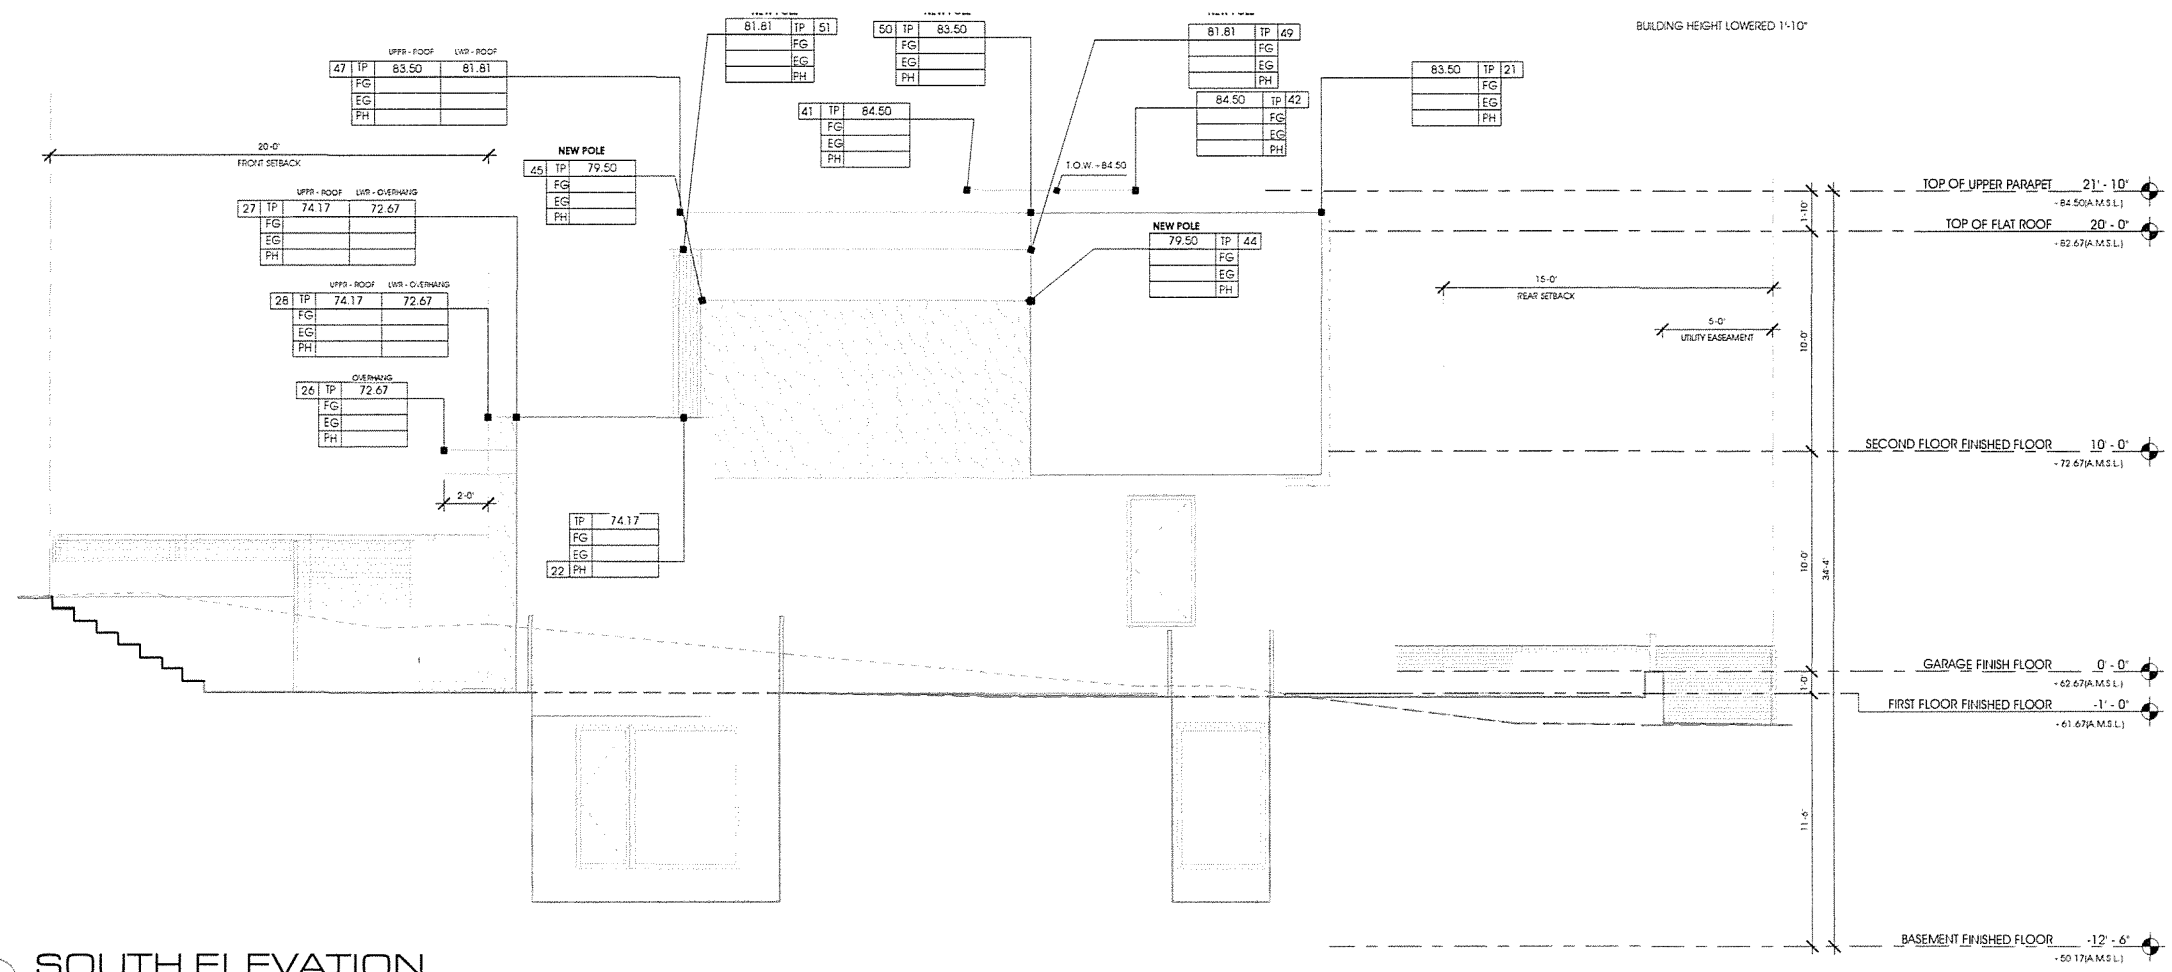 BUILDING HEIGHT LOWERED 1'-10"
81.81 TP 51
FG
EG
PH
50 TP 83.50
FG
EG
PH
81.81 TP 49
FG
EG
PH
UPPR - ROOF LWR - ROOF
47 TP 83.50 81.81
FG
EG
PH
83.50 TP 21
FG
EG
PH
84.50 TP 42
FG
EG
PH
41 TP 84.50
FG
EG
PH
20'-0"
FRONT SETBACK
NEW POLE
45 TP 79.50
FG
EG
PH
T.O.W. +84.50
UPPR - ROOF LWR - OVERHANG
27 TP 74.17 72.67
FG
EG
PH
NEW POLE
79.50 TP 44
FG
EG
PH
TOP OF UPPER PARAPET 21' - 10"
+84.50(A.M.S.L.)
1'-10"
TOP OF FLAT ROOF 20' - 0"
+82.67(A.M.S.L.)
UPPR - ROOF LWR - OVERHANG
28 TP 74.17 72.67
FG
EG
PH
15'-0"
REAR SETBACK
5'-0"
UTILITY EASEAMENT
10'-0"
OVERHANG
26 TP 72.67
FG
EG
PH
SECOND FLOOR FINISHED FLOOR 10' - 0"
+72.67(A.M.S.L.)
2'-0"
TP 74.17
FG
EG
22 PH
10'-0"
34'-4"
GARAGE FINISH FLOOR 0' - 0"
+62.67(A.M.S.L.)
1'-0"
FIRST FLOOR FINISHED FLOOR -1' - 0"
+61.67(A.M.S.L.)
11'-6"
BASEMENT FINISHED FLOOR -12' - 6"
+50.17(A.M.S.L.)
SOUTH ELEVATION